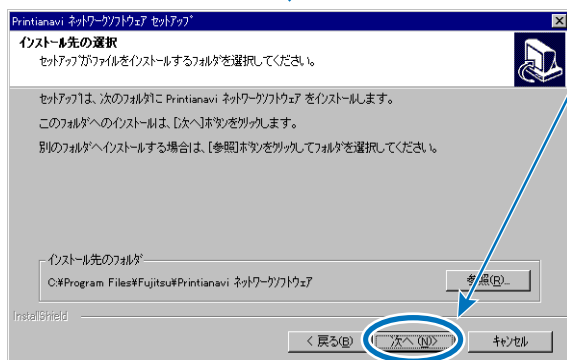 Printianavi ﾈｯﾄﾜｰｸｿﾌﾄｳｪｱ ｾｯﾄｱｯﾌﾟ
ｲﾝｽﾄｰﾙ先の選択
ｾｯﾄｱｯﾌﾟがﾌｧｲﾙをｲﾝｽﾄｰﾙするﾌｫﾙﾀﾞを選択してください。
ｾｯﾄｱｯﾌﾟは、次のﾌｫﾙﾀﾞに Printianavi ﾈｯﾄﾜｰｸｿﾌﾄｳｪｱ をｲﾝｽﾄｰﾙします。
このﾌｫﾙﾀﾞへのｲﾝｽﾄｰﾙは、[次へ]ﾎﾞﾀﾝをｸﾘｯｸします。
別のﾌｫﾙﾀﾞへｲﾝｽﾄｰﾙする場合は、[参照]ﾎﾞﾀﾝをｸﾘｯｸしてﾌｫﾙﾀﾞを選択してください。
ｲﾝｽﾄｰﾙ先のﾌｫﾙﾀﾞ
C:¥Program Files¥Fujitsu¥Printianavi ﾈｯﾄﾜｰｸｿﾌﾄｳｪｱ
参照(R)...
InstallShield
< 戻る(B)
次へ (N)>
ｷｬﾝｾﾙ